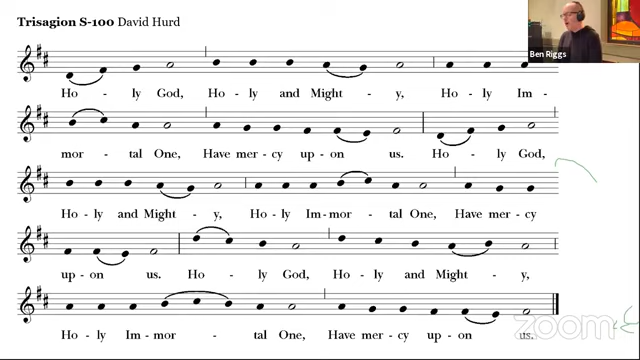 Trisagion S-100 David Hurd
Ben Riggs
Ho - ly God, Ho - ly and Might - y, Ho - ly Im -
mor - tal One, Have mer - cy up - on us. Ho - ly God,
Ho - ly and Might - y, Ho - ly Im - mor - tal One, Have mer - cy
up - on us. Ho - ly God, Ho - ly and Might - y,
Ho - ly Im - mor - tal One, Have mer - cy up - on us.
zoom